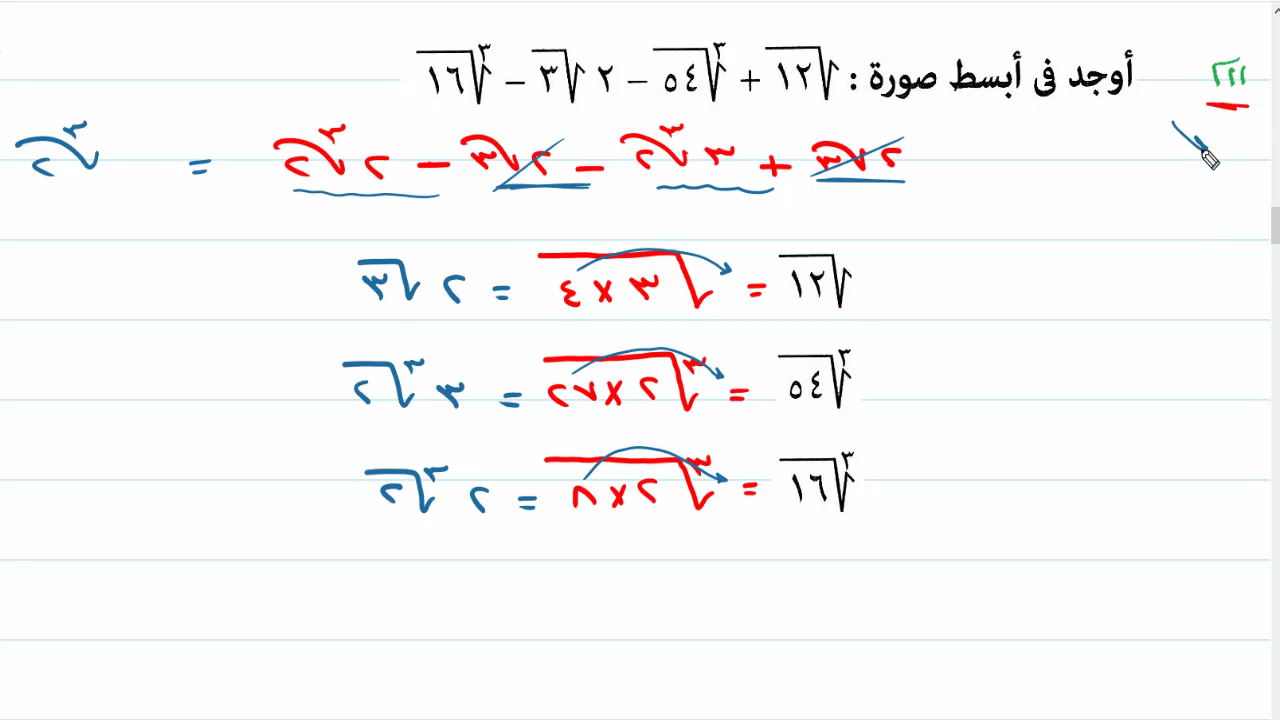 ٢٢١ أوجد فى أبسط صورة : √١٢ + ∛٥٤ − ٢ √٣ − ∛١٦
٢ √٣ + ٣ ∛٢ − ٢ √٣ − ٢ ∛٢ = ∛٢
√١٢ = √(٣ × ٤) = ٢ √٣
∛٥٤ = ∛(٢ × ٢٧) = ٣ ∛٢
∛١٦ = ∛(٢ × ٨) = ٢ ∛٢